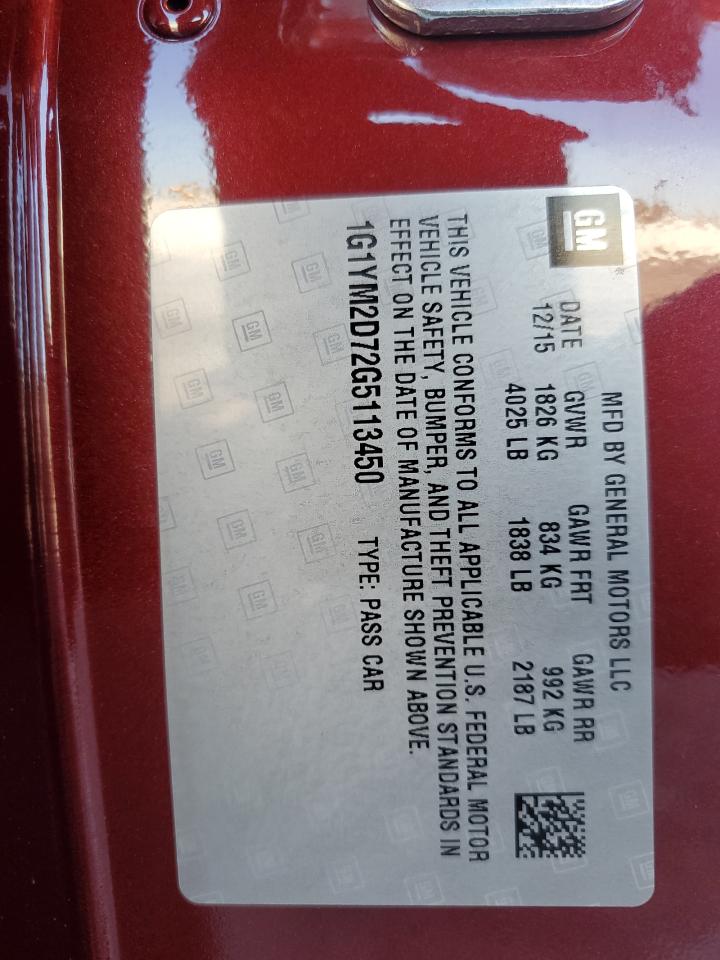 GM
MFD BY GENERAL MOTORS LLC
DATE GVWR GAWR FRT GAWR RR
12/15 1826 KG 834 KG 992 KG
4025 LB 1838 LB 2187 LB
THIS VEHICLE CONFORMS TO ALL APPLICABLE U.S. FEDERAL MOTOR
VEHICLE SAFETY, BUMPER, AND THEFT PREVENTION STANDARDS IN
EFFECT ON THE DATE OF MANUFACTURE SHOWN ABOVE.
1G1YM2D72G5113450 TYPE: PASS CAR